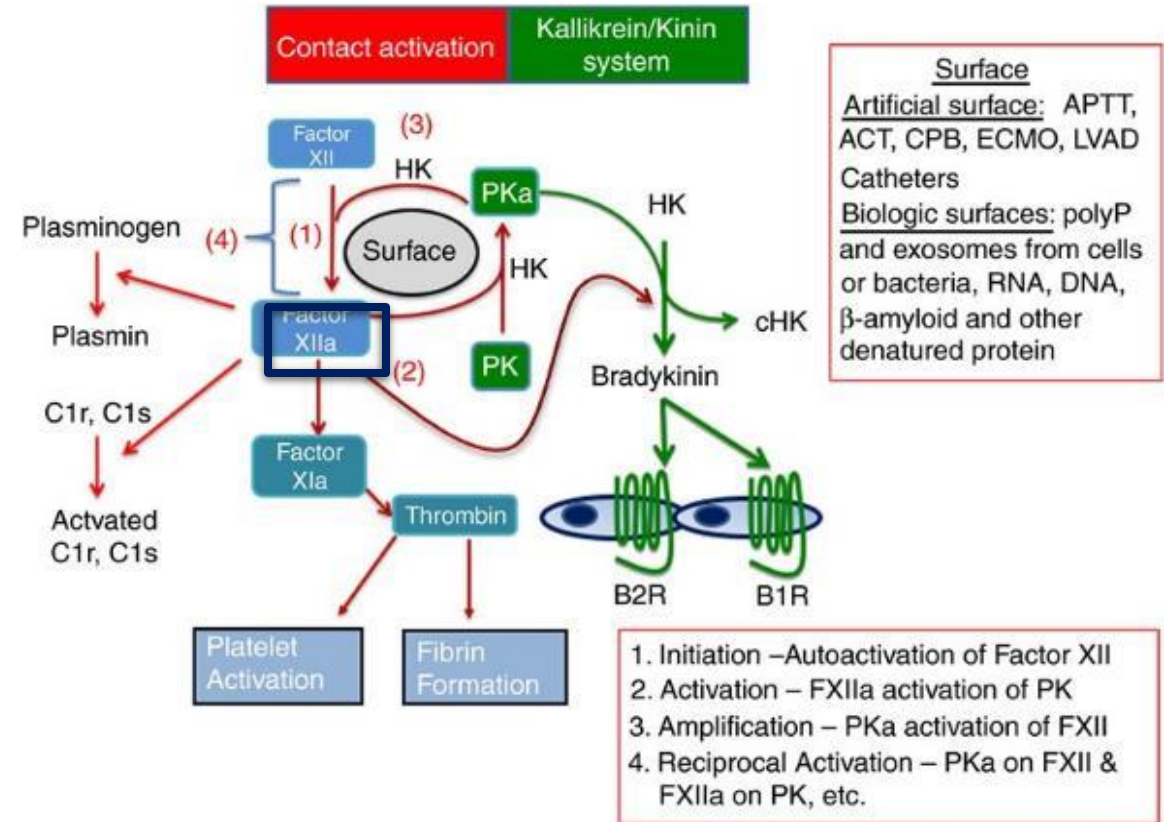 Contact activation
Kallikrein/Kinin
system
Factor
XII
(3)
HK
PKa
HK
Plasminogen
(4)
(1)
Surface
HK
Plasmin
Factor
XIIa
(2)
PK
cHK
Bradykinin
C1r, C1s
Factor
XIa
Thrombin
Actvated
C1r, C1s
B2R
B1R
Platelet
Activation
Fibrin
Formation
Surface
Artificial surface: APTT,
ACT, CPB, ECMO, LVAD
Catheters
Biologic surfaces: polyP
and exosomes from cells
or bacteria, RNA, DNA,
β-amyloid and other
denatured protein
1. Initiation –Autoactivation of Factor XII
2. Activation – FXIIa activation of PK
3. Amplification – PKa activation of FXII
4. Reciprocal Activation – PKa on FXII &
FXIIa on PK, etc.